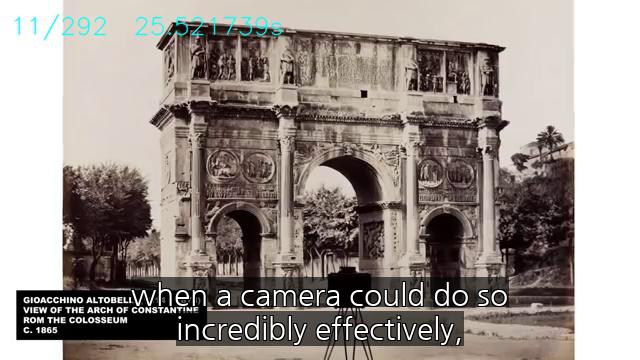 11/292 25.521739s
GIOACCHINO ALTOBELLI
VIEW OF THE ARCH OF CONSTANTINE
ROM THE COLOSSEUM
C. 1865
when a camera could do so
incredibly effectively,